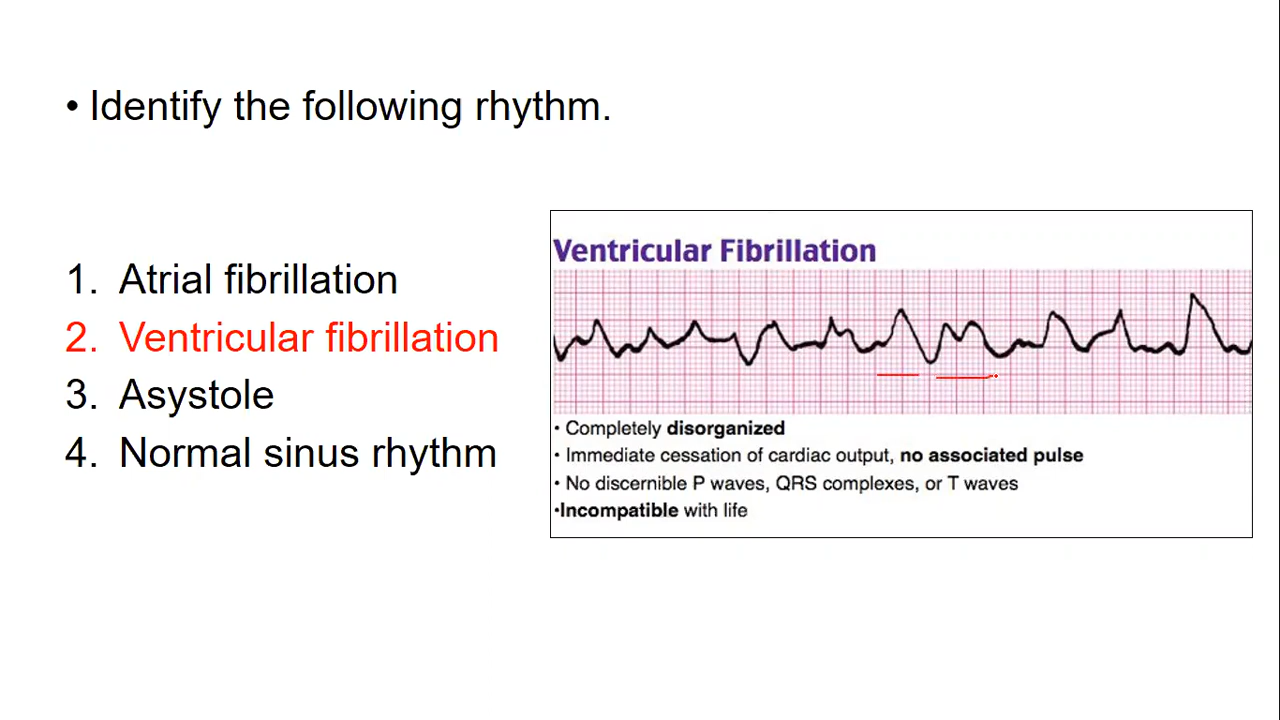 • Identify the following rhythm.
1. Atrial fibrillation
2. Ventricular fibrillation
3. Asystole
4. Normal sinus rhythm
Ventricular Fibrillation
• Completely disorganized
• Immediate cessation of cardiac output, no associated pulse
• No discernible P waves, QRS complexes, or T waves
•Incompatible with life